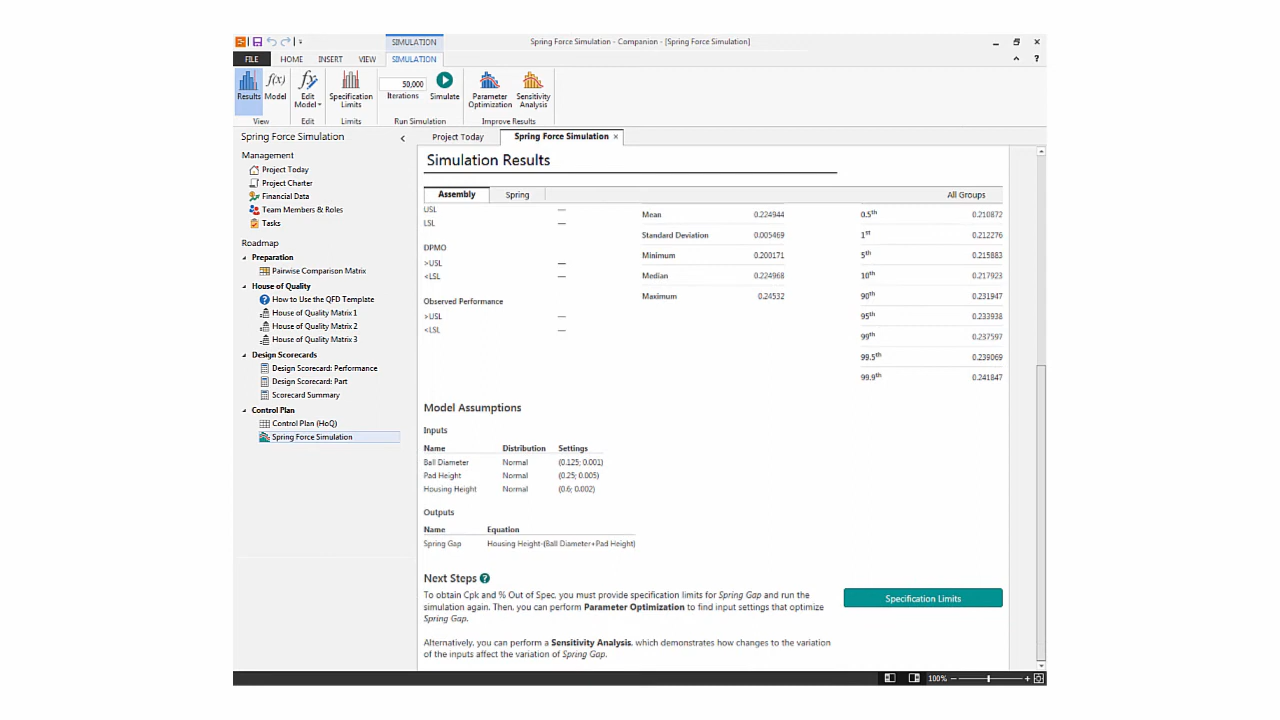 SIMULATION
Spring Force Simulation - Companion - [Spring Force Simulation]
FILE HOME INSERT VIEW SIMULATION
Results
Model
Edit Model
Specification Limits
50,000
Iterations
Simulate
Parameter Optimization
Sensitivity Analysis
View Edit Limits Run Simulation Improve Results
Spring Force Simulation
Management
Project Today
Project Charter
Financial Data
Team Members & Roles
Tasks
Roadmap
Preparation
Pairwise Comparison Matrix
House of Quality
How to Use the QFD Template
House of Quality Matrix 1
House of Quality Matrix 2
House of Quality Matrix 3
Design Scorecards
Design Scorecard: Performance
Design Scorecard: Part
Scorecard Summary
Control Plan
Control Plan (HoQ)
Spring Force Simulation
Project Today Spring Force Simulation ×
Simulation Results
Assembly Spring All Groups
USL —
LSL —
DPMO
>USL —
<LSL —
Observed Performance
>USL —
<LSL —
Mean 0.224944
Standard Deviation 0.005469
Minimum 0.200171
Median 0.224968
Maximum 0.24532
0.5th 0.210872
1st 0.212276
5th 0.215883
10th 0.217923
90th 0.231947
95th 0.233938
99th 0.237597
99.5th 0.239069
99.9th 0.241847
Model Assumptions
Inputs
Name Distribution Settings
Ball Diameter Normal (0.125; 0.001)
Pad Height Normal (0.25; 0.005)
Housing Height Normal (0.6; 0.002)
Outputs
Name Equation
Spring Gap Housing Height-(Ball Diameter+Pad Height)
Next Steps ?
To obtain Cpk and % Out of Spec, you must provide specification limits for Spring Gap and run the
simulation again. Then, you can perform Parameter Optimization to find input settings that optimize
Spring Gap.
Specification Limits
Alternatively, you can perform a Sensitivity Analysis, which demonstrates how changes to the variation
of the inputs affect the variation of Spring Gap.
100%